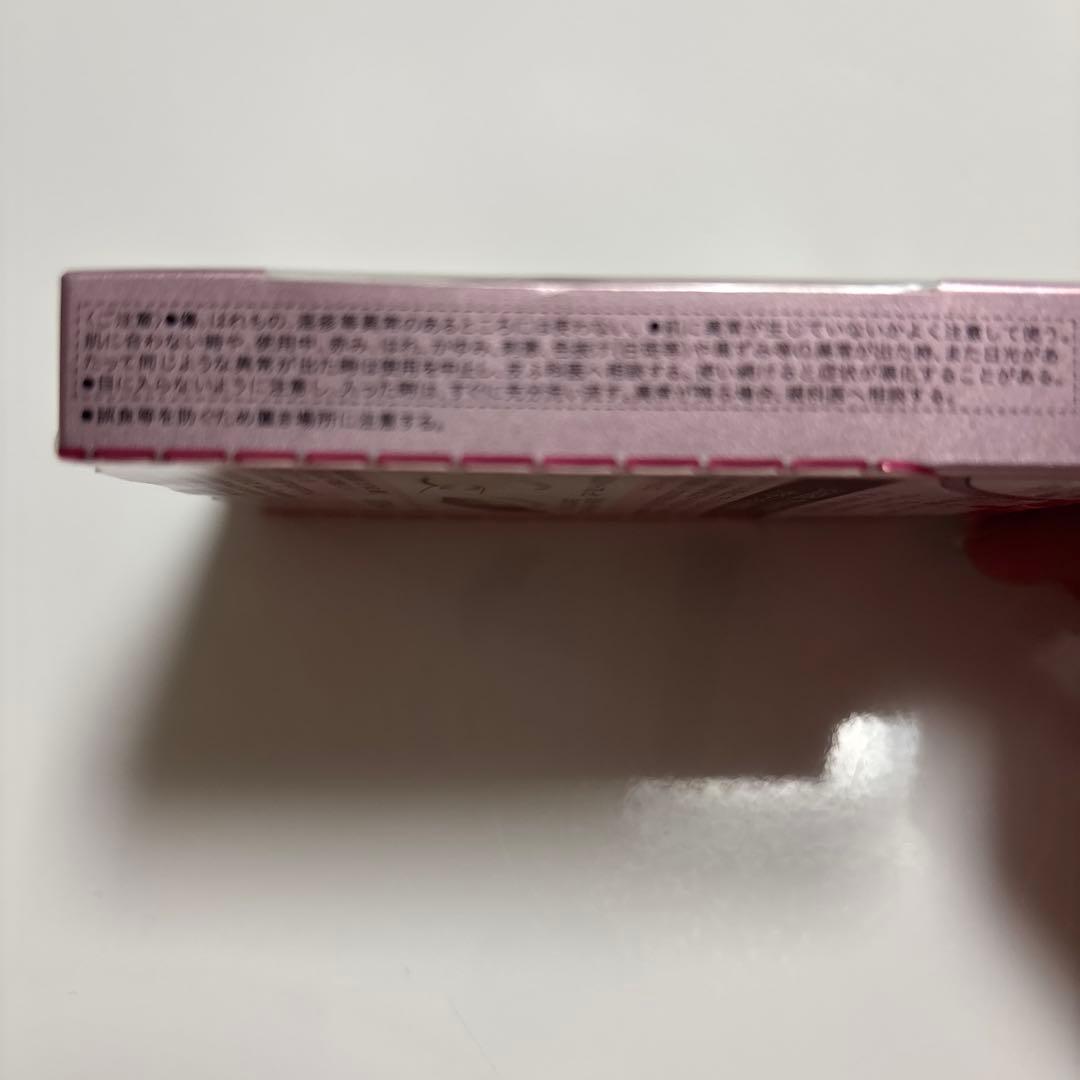 〈ご注意〉●傷、はれもの、湿疹等異常のあるところには使わない。●肌に異常が生じていないかよく注意して使う。
肌に合わない時や、使用中、赤み、はれ、かゆみ、刺激、色抜け(白斑等)や黒ずみ等の異常が出た時、また日光があ
たって同じような異常が出た時は使用を中止し、皮ふ科医へ相談する。使い続けると症状が悪化することがある。
●目に入らないように注意し、入った時は、すぐに充分洗い流す。異常が残る場合、眼科医へ相談する。
●誤食等を防ぐため置き場所に注意する。